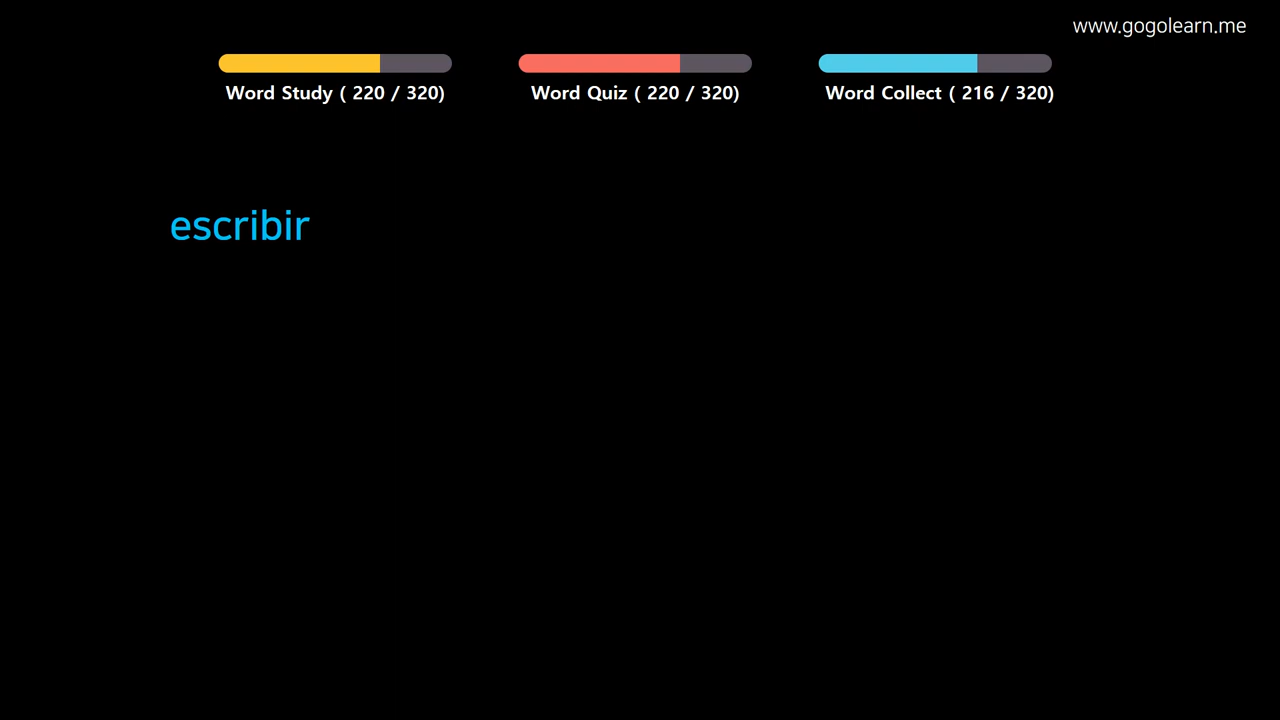 www.gogolearn.me
Word Study ( 220 / 320)
Word Quiz ( 220 / 320)
Word Collect ( 216 / 320)
escribir